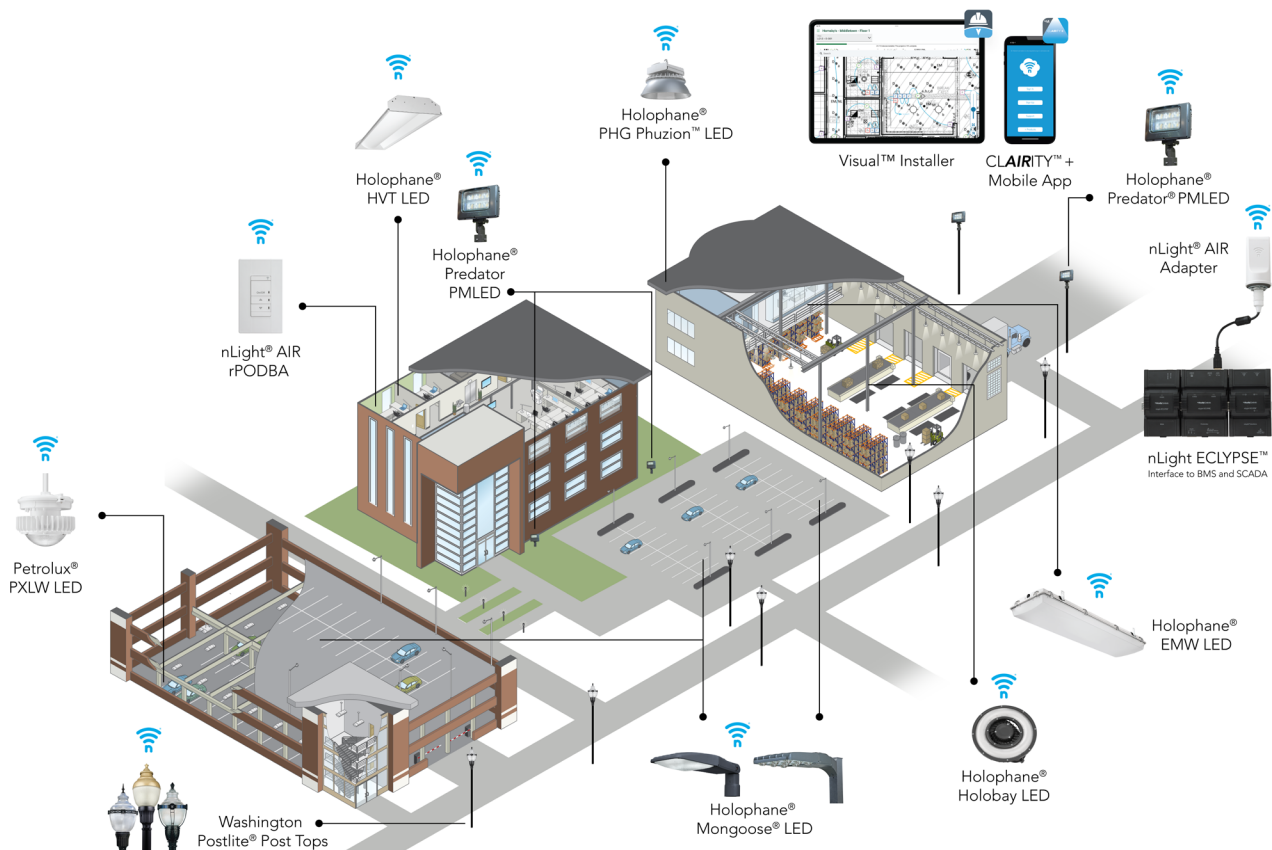 Holophane®
PHG Phuzion™ LED
Visual™ Installer
CLAIRITY™ +
Mobile App
Holophane®
Predator® PMLED
Holophane®
HVT LED
Holophane®
Predator
PMLED
nLight® AIR
Adapter
nLight® AIR
rPODBA
nLight ECLYPSE™
Interface to BMS and SCADA
Petrolux®
PXLW LED
Holophane®
EMW LED
Holophane®
Holobay LED
Holophane®
Mongoose® LED
Washington
Postlite® Post Tops